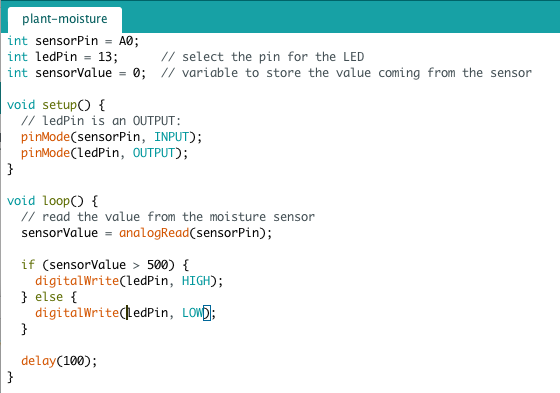 plant-moisture
int sensorPin = A0;
int ledPin = 13;      // select the pin for the LED
int sensorValue = 0;  // variable to store the value coming from the sensor

void setup() {
  // ledPin is an OUTPUT:
  pinMode(sensorPin, INPUT);
  pinMode(ledPin, OUTPUT);
}

void loop() {
  // read the value from the moisture sensor
  sensorValue = analogRead(sensorPin);

  if (sensorValue > 500) {
    digitalWrite(ledPin, HIGH);
  } else {
    digitalWrite(ledPin, LOW);
  }

  delay(100);
}